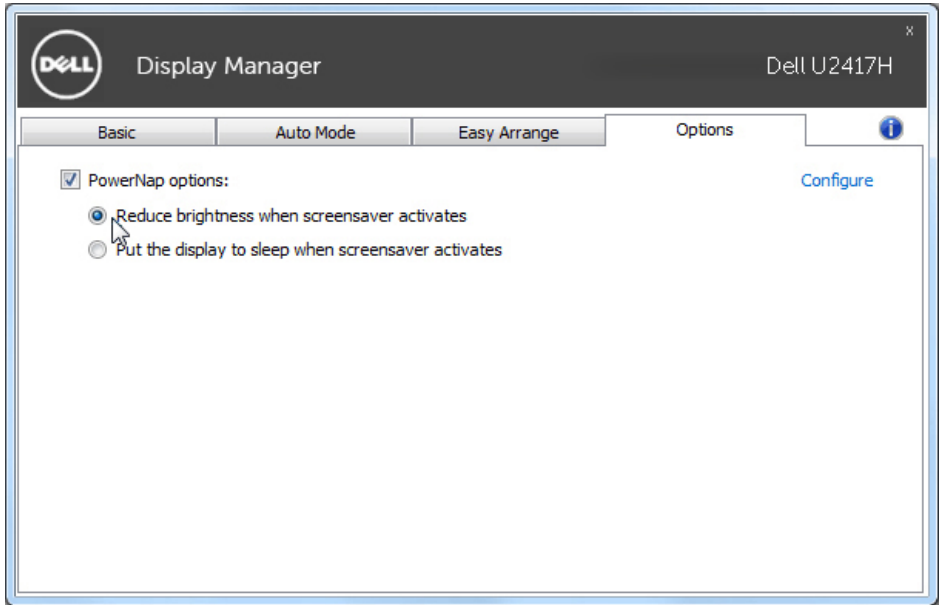 x
DELL
Display Manager
Dell U2417H
Basic
Auto Mode
Easy Arrange
Options
i
PowerNap options:
Configure
Reduce brightness when screensaver activates
Put the display to sleep when screensaver activates